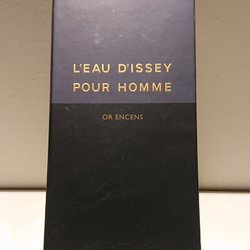 L'EAU D'ISSEY
POUR HOMME
OR ENCENS